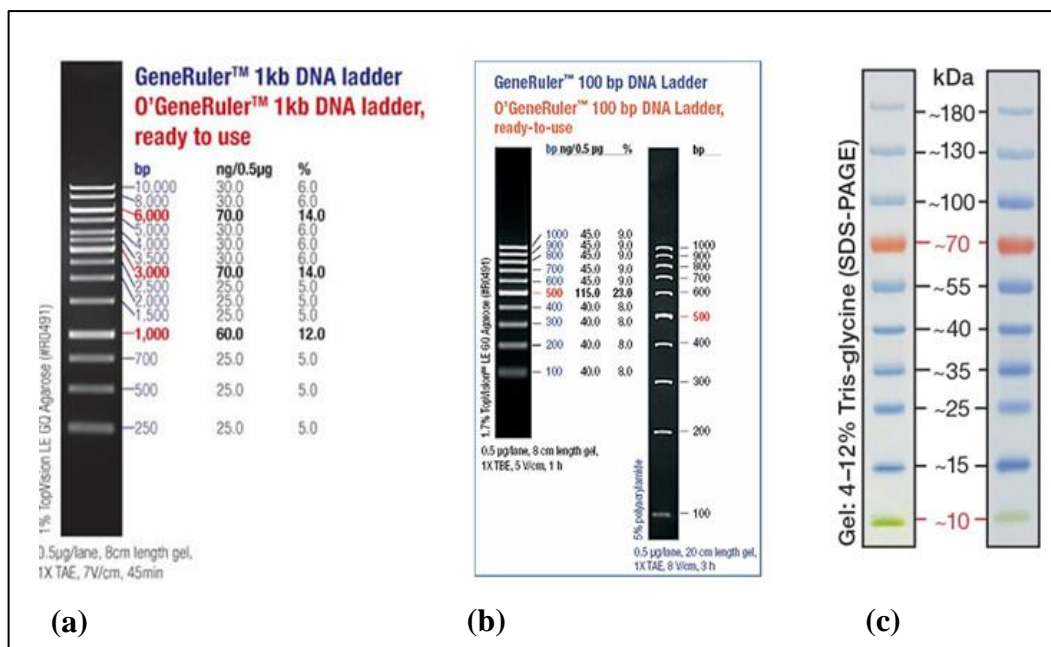 GeneRuler™ 1kb DNA ladder
O'GeneRuler™ 1kb DNA ladder,
ready to use
bp ng/0.5µg %
10,000 30.0 6.0
8,000 30.0 6.0
6,000 70.0 14.0
5,000 30.0 6.0
4,000 30.0 6.0
3,500 30.0 6.0
3,000 70.0 14.0
2,500 25.0 5.0
2,000 25.0 5.0
1,500 25.0 5.0
1,000 60.0 12.0
700 25.0 5.0
500 25.0 5.0
250 25.0 5.0
1% TopVision LE GQ Agarose (#R0491)
0.5µg/lane, 8cm length gel,
1X TAE, 7V/cm, 45min
(a)
GeneRuler™ 100 bp DNA Ladder
O'GeneRuler™ 100 bp DNA Ladder,
ready-to-use
bp ng/0.5 µg %
1000 45.0 9.0
900 45.0 9.0
800 45.0 9.0
700 45.0 9.0
600 45.0 9.0
500 115.0 23.0
400 40.0 8.0
300 40.0 8.0
200 40.0 8.0
100 40.0 8.0
1.7% TopVision™ LE GQ Agarose (#R0491)
0.5 µg/lane, 8 cm length gel,
1X TBE, 5 V/cm, 1 h
bp
1000
900
800
700
600
500
400
300
200
100
5% polyacrylamide
0.5 µg/lane, 20 cm length gel,
1X TAE, 8 V/cm, 3 h
(b)
kDa
~180
~130
~100
~70
~55
~40
~35
~25
~15
~10
Gel: 4–12% Tris-glycine (SDS-PAGE)
(c)